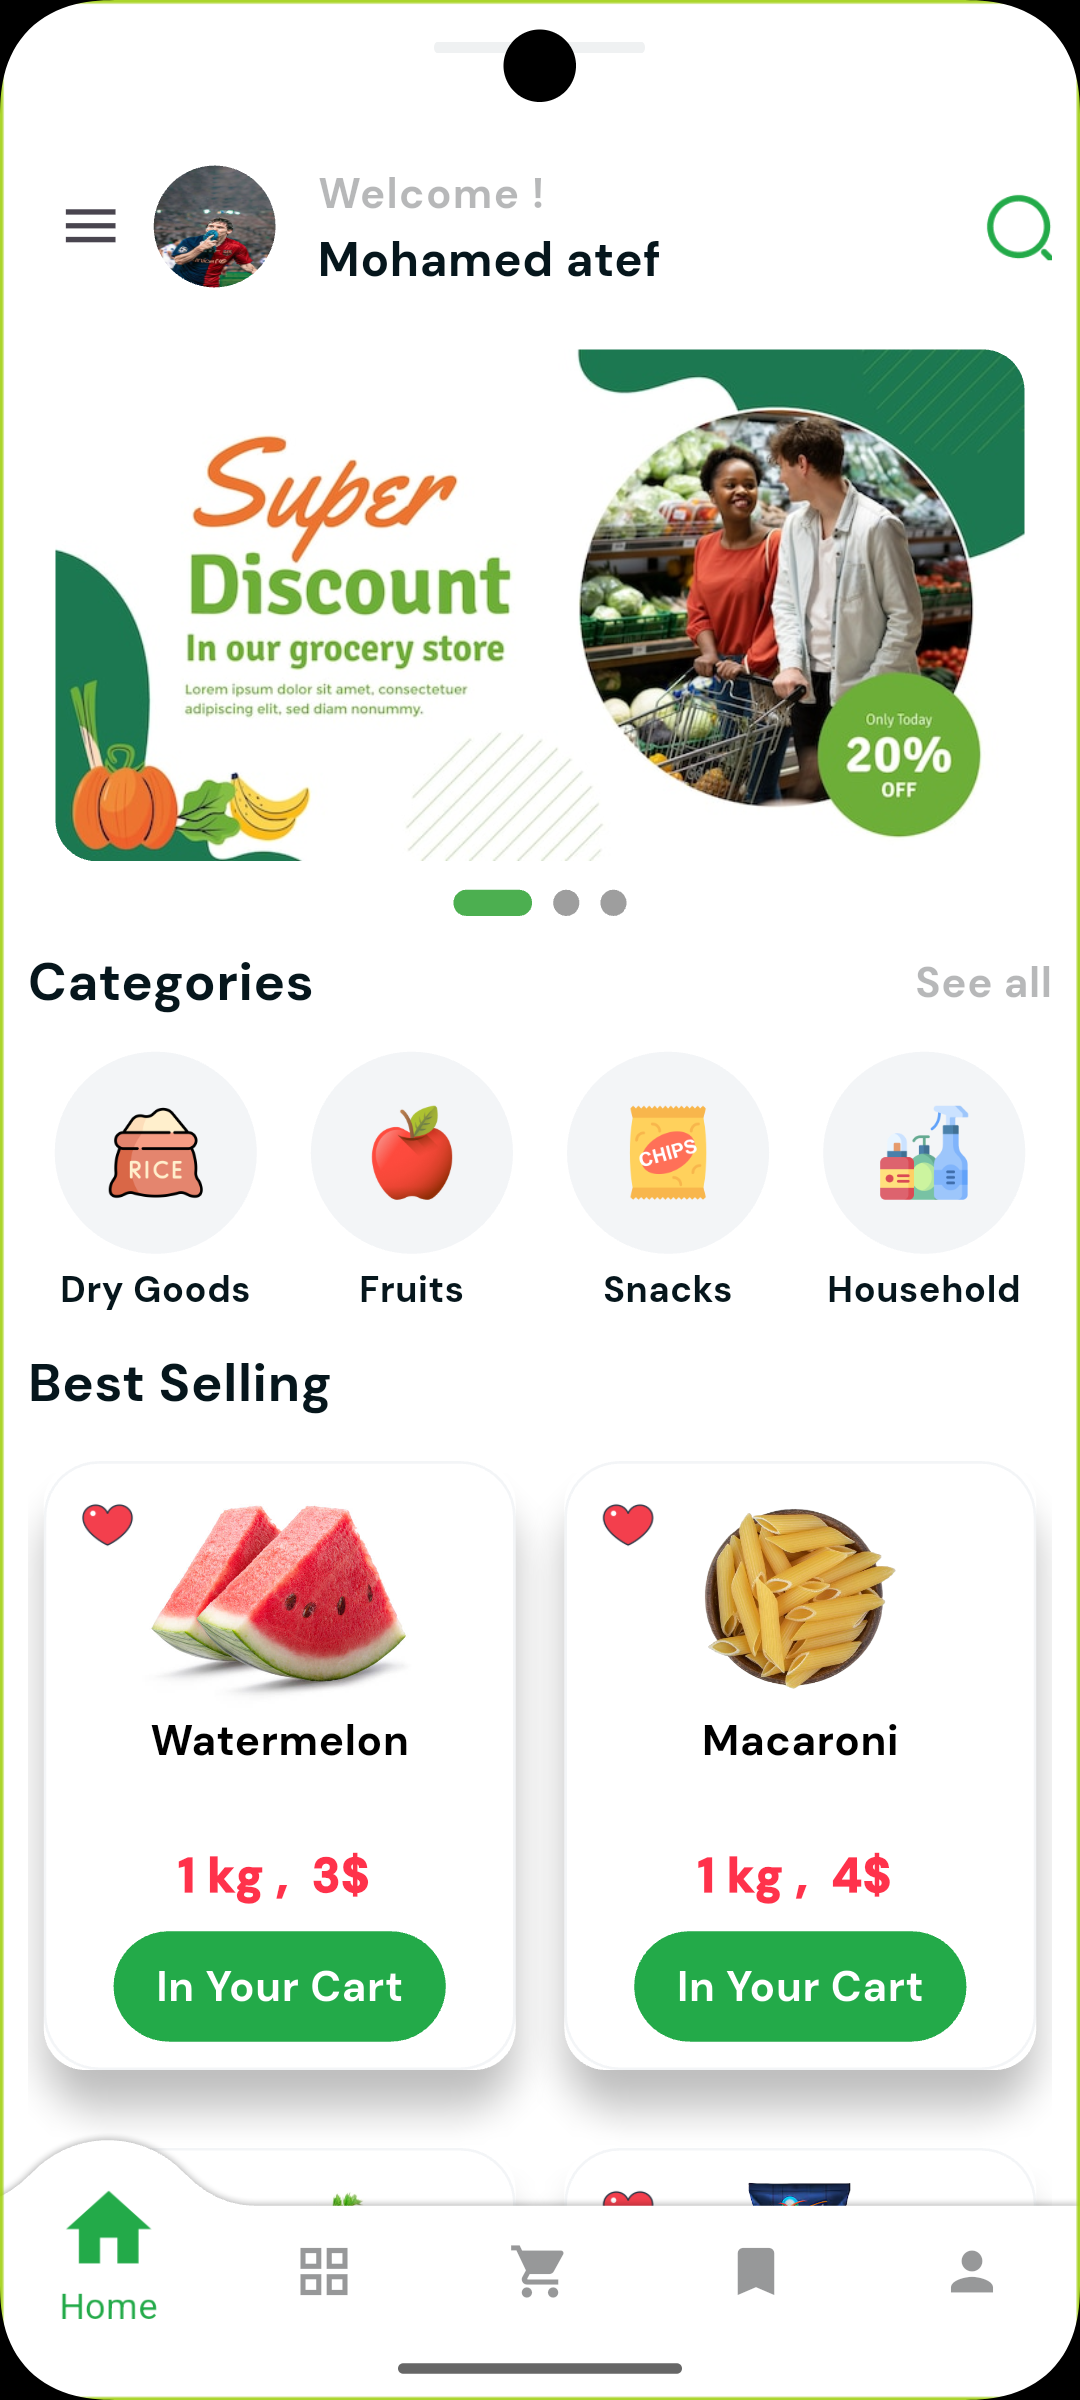 Welcome !
Mohamed atef
Super
Discount
In our grocery store
Lorem ipsum dolor sit amet, consectetuer
adipiscing elit, sed diam nonummy.
Only Today
20%
OFF
Categories
See all
RICE
CHIPS
Dry Goods
Fruits
Snacks
Household
Best Selling
Watermelon
Macaroni
1 kg , 3$
1 kg , 4$
In Your Cart
In Your Cart
Home